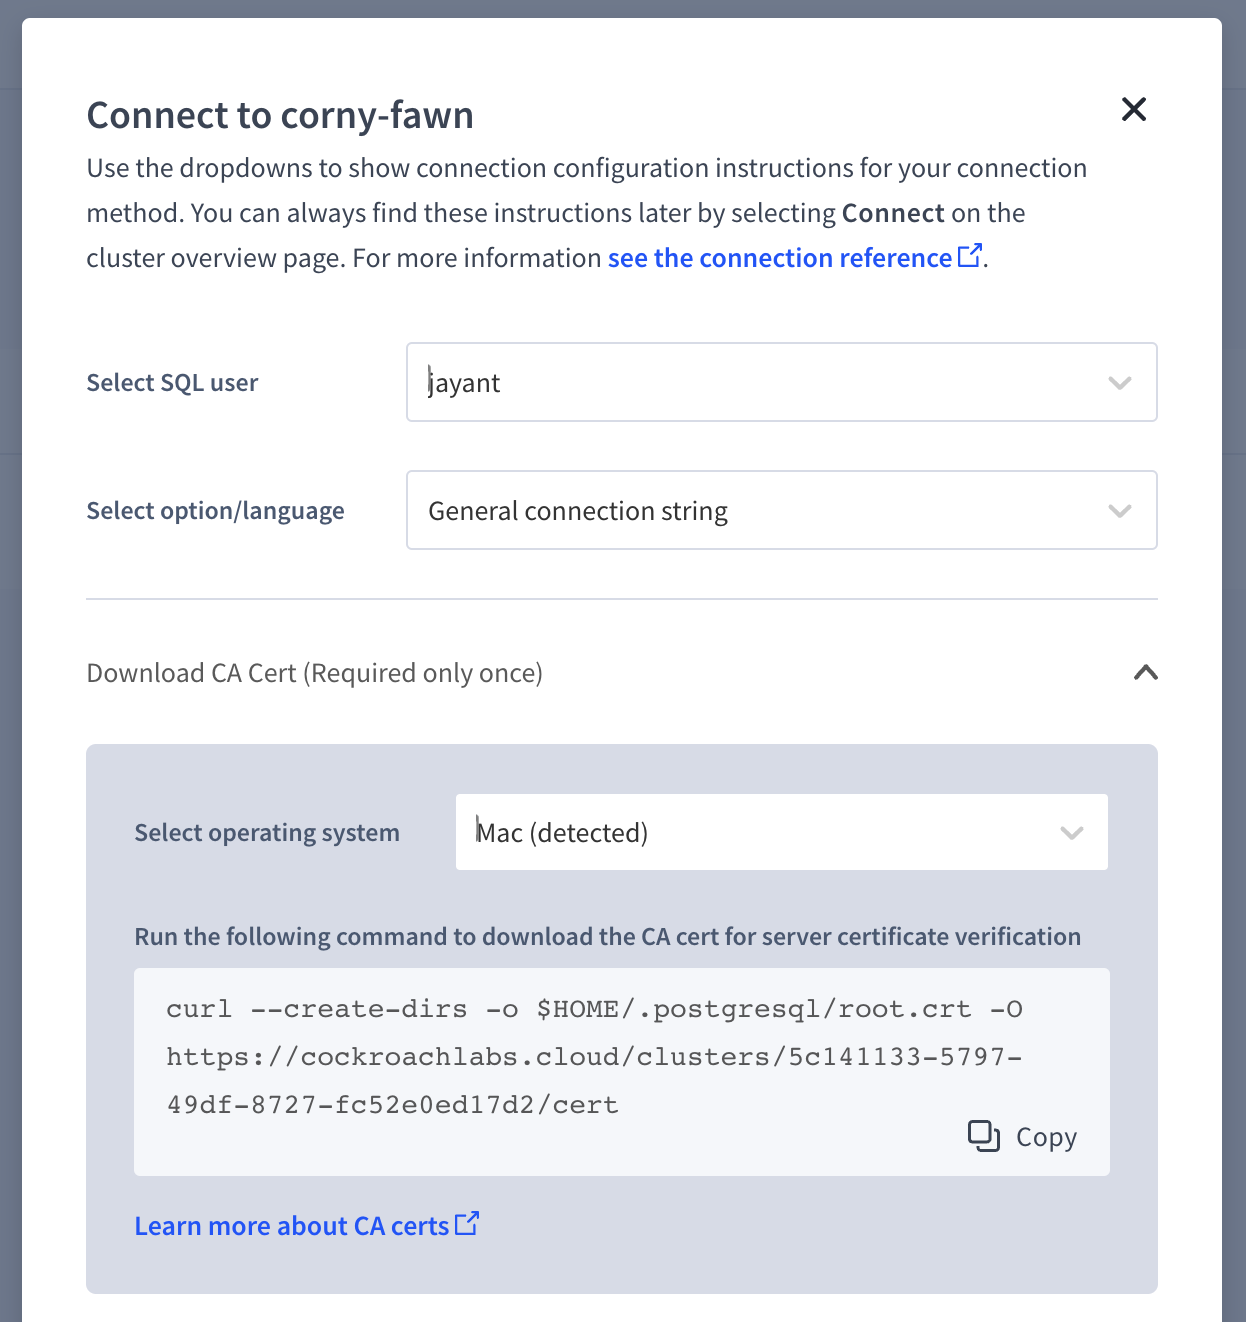 Connect to corny-fawn
Use the dropdowns to show connection configuration instructions for your connection
method. You can always find these instructions later by selecting Connect on the
cluster overview page. For more information see the connection reference.
Select SQL user
jayant
Select option/language
General connection string
Download CA Cert (Required only once)
Select operating system
Mac (detected)
Run the following command to download the CA cert for server certificate verification
curl --create-dirs -o $HOME/.postgresql/root.crt -O
https://cockroachlabs.cloud/clusters/5c141133-5797-
49df-8727-fc52e0ed17d2/cert
Copy
Learn more about CA certs